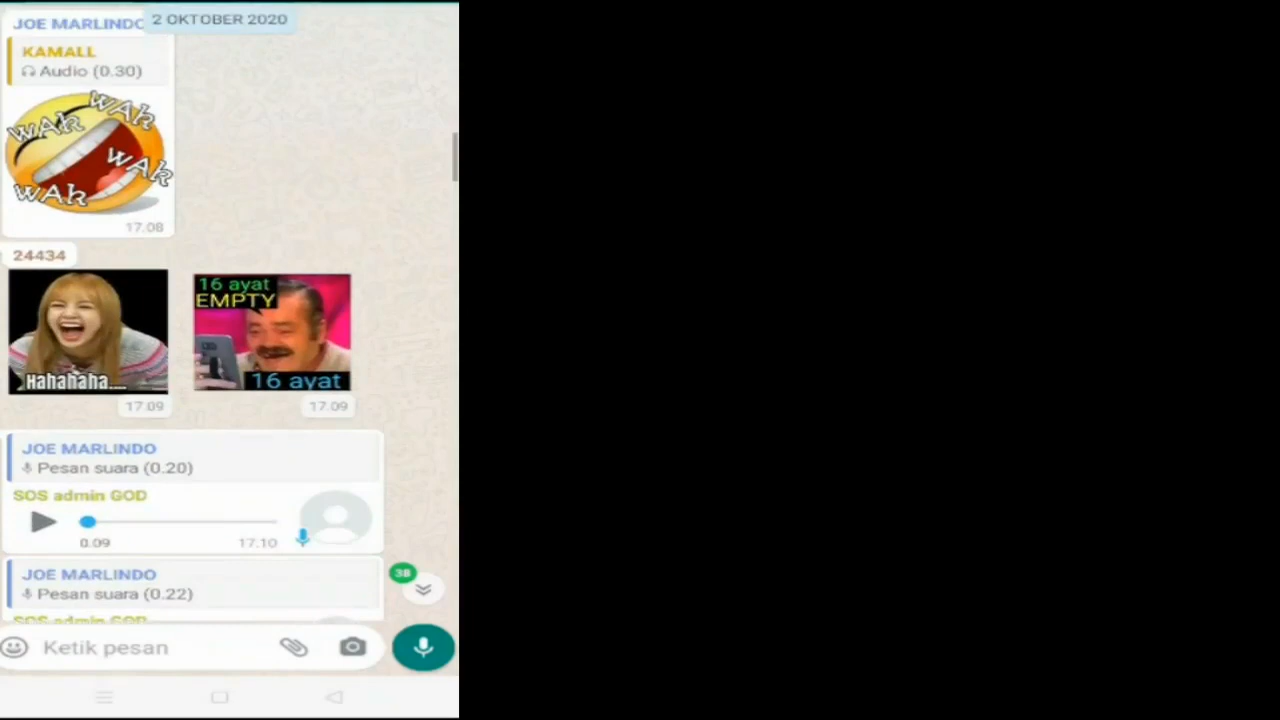 2 OKTOBER 2020
JOE MARLINDO
KAMALL
Audio (0.30)
wAk
wAk
wAk
wAk
17.08
24434
Hahahaha....
16 ayat
EMPTY
16 ayat
17.09
17.09
JOE MARLINDO
Pesan suara (0.20)
SOS admin GOD
0.09
17.10
JOE MARLINDO
Pesan suara (0.22)
SOS admin GOD
38
Ketik pesan